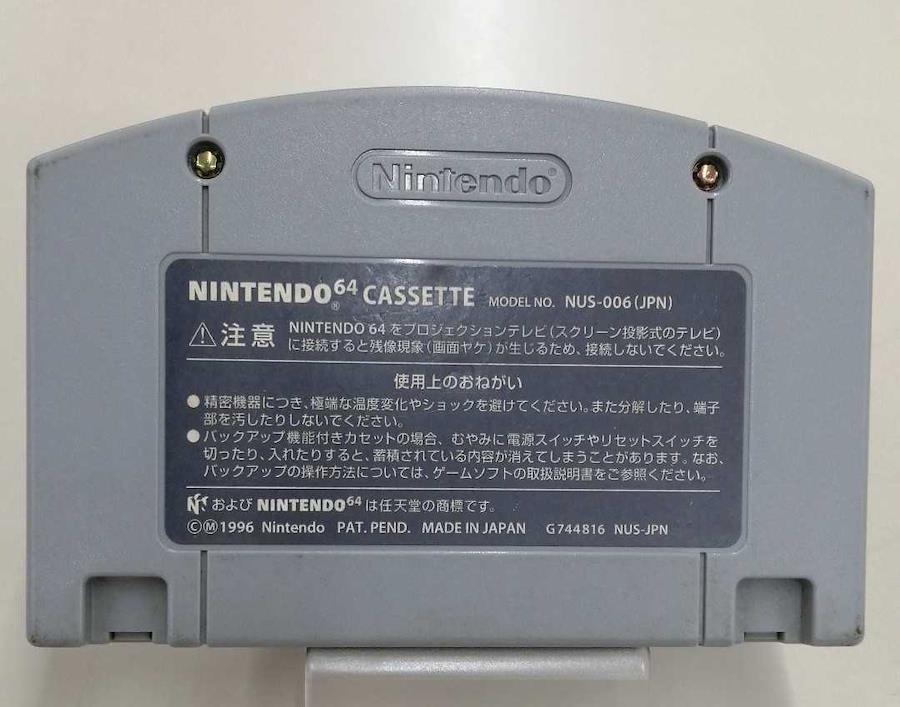 Nintendo®
NINTENDO64® CASSETTE MODEL NO. NUS-006(JPN)
注意 NINTENDO 64 をプロジェクションテレビ(スクリーン投影式のテレビ)
に接続すると残像現象(画面ヤケ)が生じるため、接続しないでください。
使用上のおねがい
●精密機器につき、極端な温度変化やショックを避けてください。また分解したり、端子
部を汚したりしないでください。
●バックアップ機能付きカセットの場合、むやみに電源スイッチやリセットスイッチを
切ったり、入れたりすると、蓄積されている内容が消えてしまうことがあります。なお、
バックアップの操作方法については、ゲームソフトの取扱説明書をご参照ください。
および NINTENDO64 は任天堂の商標です。
©Ⓜ1996 Nintendo PAT. PEND. MADE IN JAPAN G744816 NUS-JPN